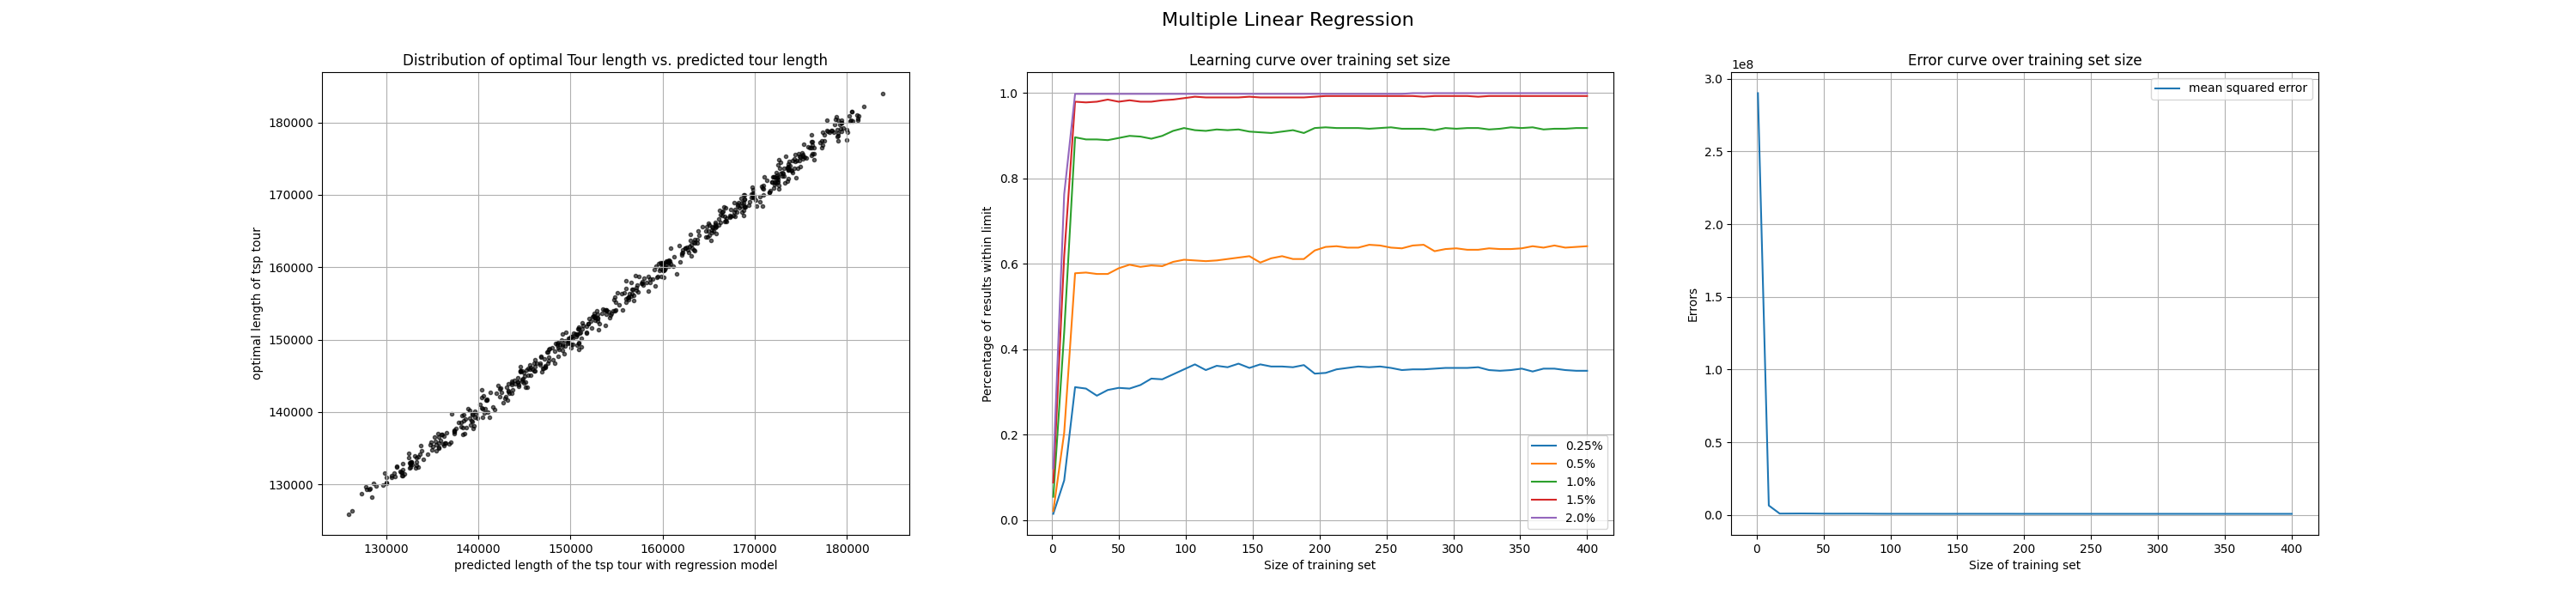 Multiple Linear Regression
Distribution of optimal Tour length vs. predicted tour length
optimal length of tsp tour
180000
170000
160000
150000
140000
130000
130000 140000 150000 160000 170000 180000
predicted length of the tsp tour with regression model
Learning curve over training set size
Percentage of results within limit
1.0
0.8
0.6
0.4
0.2
0.0
0.25%
0.5%
1.0%
1.5%
2.0%
0 50 100 150 200 250 300 350 400
Size of training set
Error curve over training set size
1e8
Errors
3.0
2.5
2.0
1.5
1.0
0.5
0.0
mean squared error
0 50 100 150 200 250 300 350 400
Size of training set